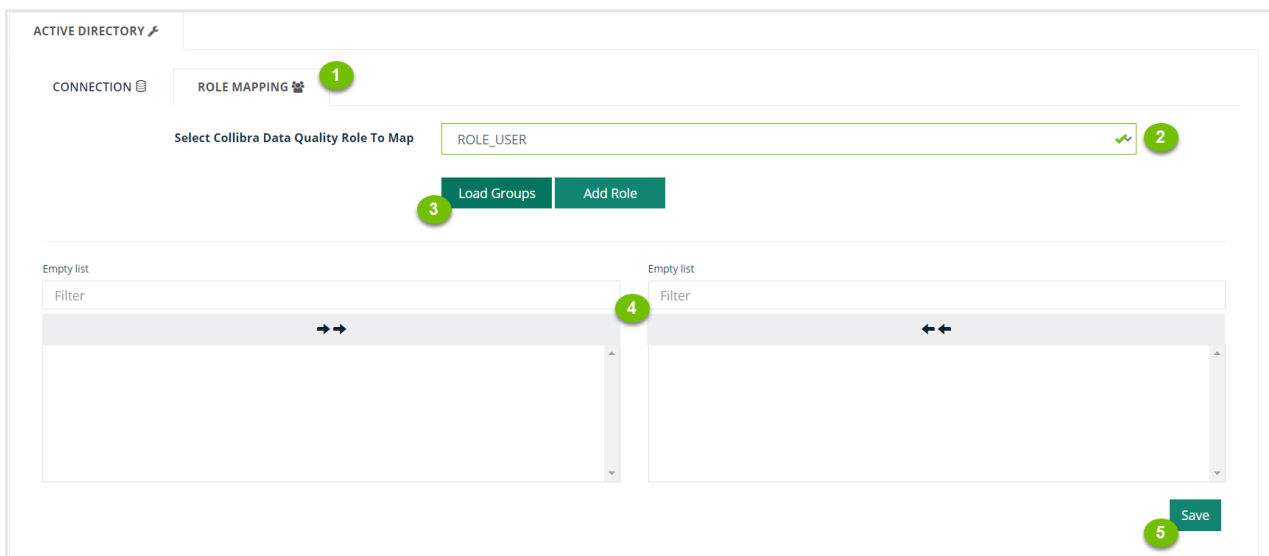 ACTIVE DIRECTORY
CONNECTION
ROLE MAPPING
1
Select Collibra Data Quality Role To Map
ROLE_USER
2
Load Groups
Add Role
3
Empty list
Empty list
Filter
Filter
4
Save
5